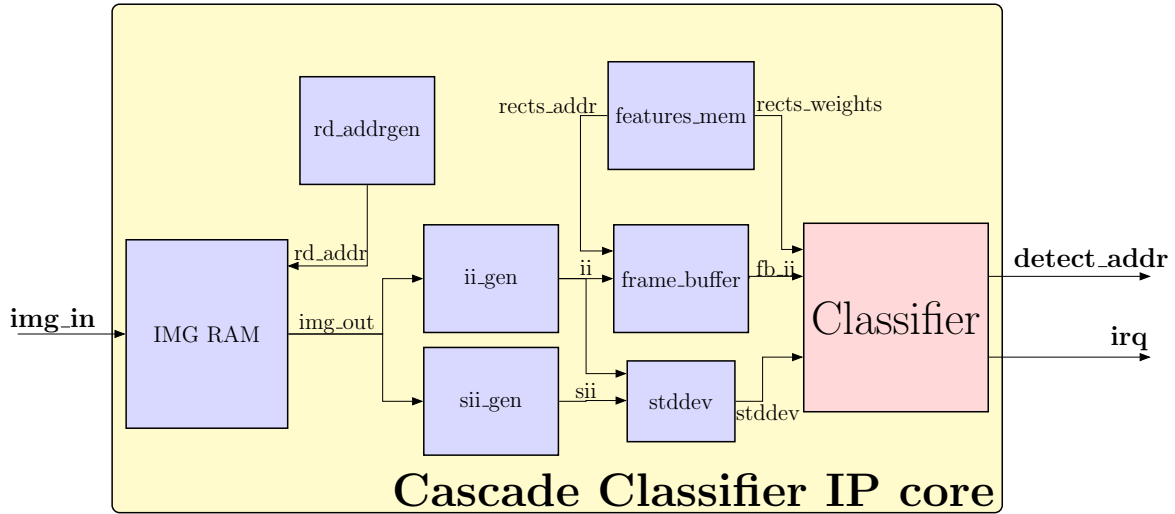 rects_addr
features_mem
rects_weights
rd_addrgen
rd_addr
ii_gen
ii
frame_buffer
fb_ii
detect_addr
img_in
IMG RAM
img_out
Classifier
irq
sii_gen
sii
stddev
stddev
Cascade Classifier IP core